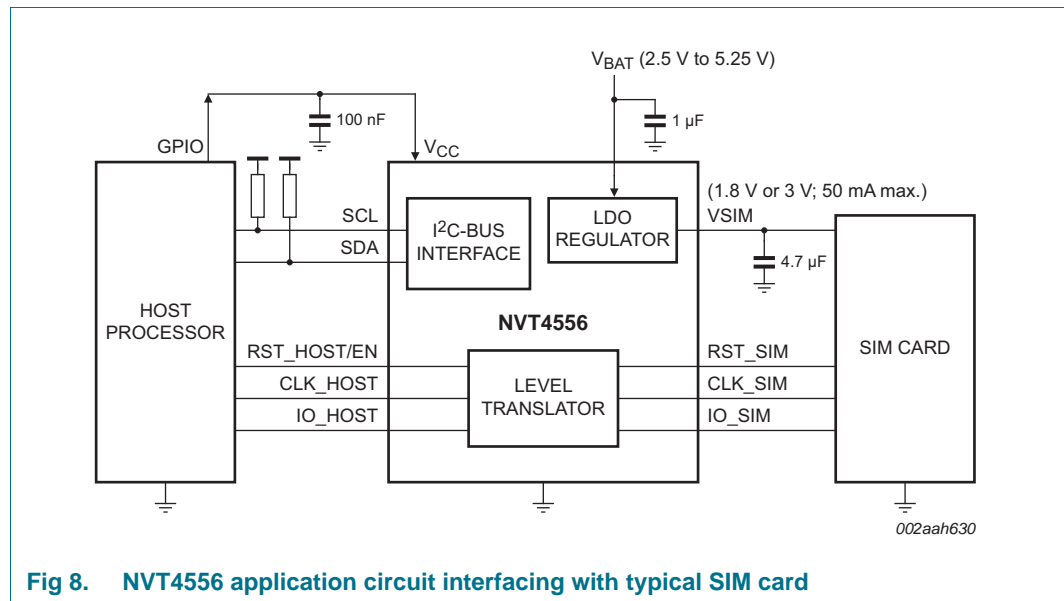 V_BAT (2.5 V to 5.25 V)
100 nF
1 µF
GPIO
V_CC
(1.8 V or 3 V; 50 mA max.)
SCL
I²C-BUS
INTERFACE
LDO
REGULATOR
VSIM
SDA
4.7 µF
HOST
PROCESSOR
NVT4556
SIM CARD
RST_HOST/EN
RST_SIM
CLK_HOST
LEVEL
TRANSLATOR
CLK_SIM
IO_HOST
IO_SIM
002aah630
Fig 8. NVT4556 application circuit interfacing with typical SIM card